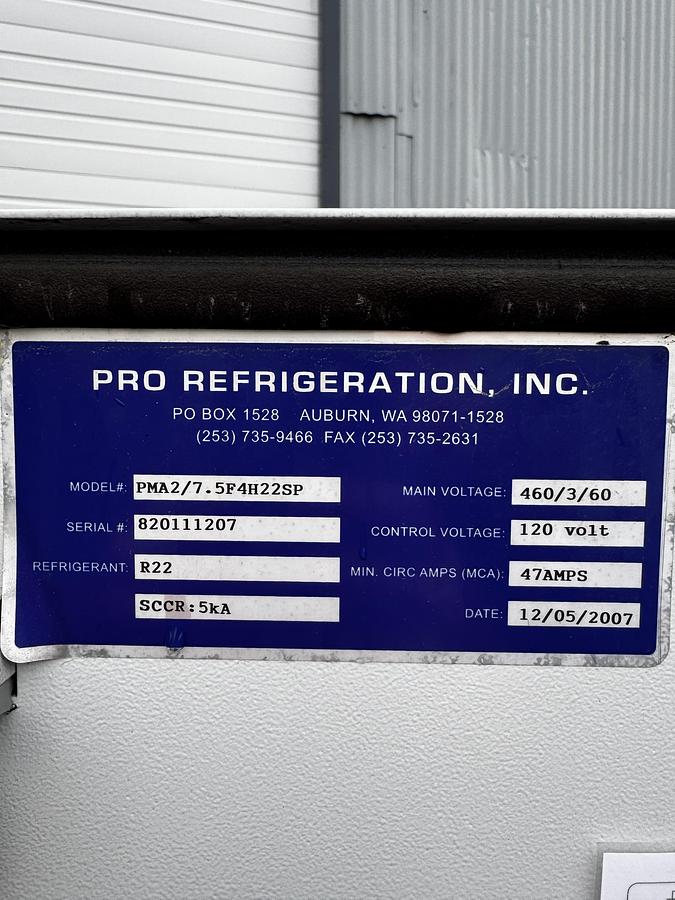 PRO REFRIGERATION, INC.
PO BOX 1528 AUBURN, WA 98071-1528
(253) 735-9466 FAX (253) 735-2631
MODEL#: PMA2/7.5F4H22SP
MAIN VOLTAGE: 460/3/60
SERIAL #: 820111207
CONTROL VOLTAGE: 120 volt
REFRIGERANT: R22
MIN. CIRC AMPS (MCA): 47AMPS
SCCR:5kA
DATE: 12/05/2007